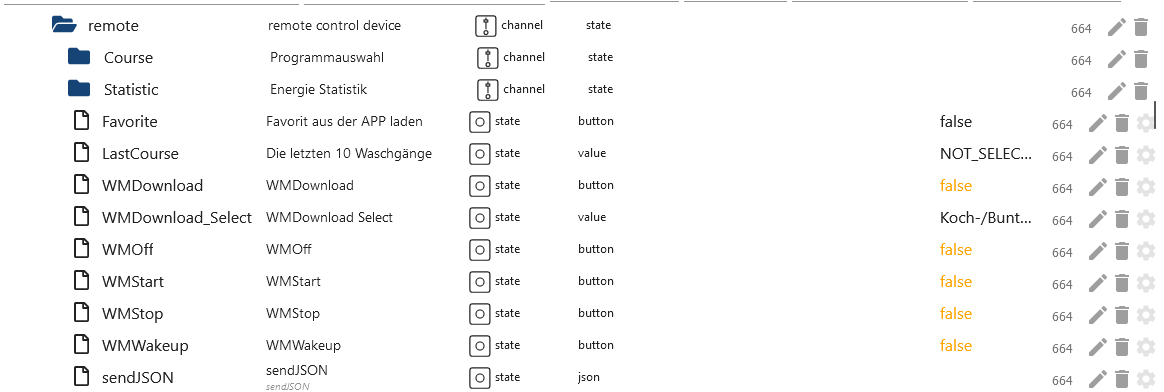 remote remote control device channel state 664
Course Programmauswahl channel state 664
Statistic Energie Statistik channel state 664
Favorite Favorit aus der APP laden state button false 664
LastCourse Die letzten 10 Waschgänge state value NOT_SELEC... 664
WMDownload WMDownload state button false 664
WMDownload_Select WMDownload Select state value Koch-/Bunt... 664
WMOff WMOff state button false 664
WMStart WMStart state button false 664
WMStop WMStop state button false 664
WMWakeup WMWakeup state button false 664
sendJSON sendJSON state json 664
sendJSON